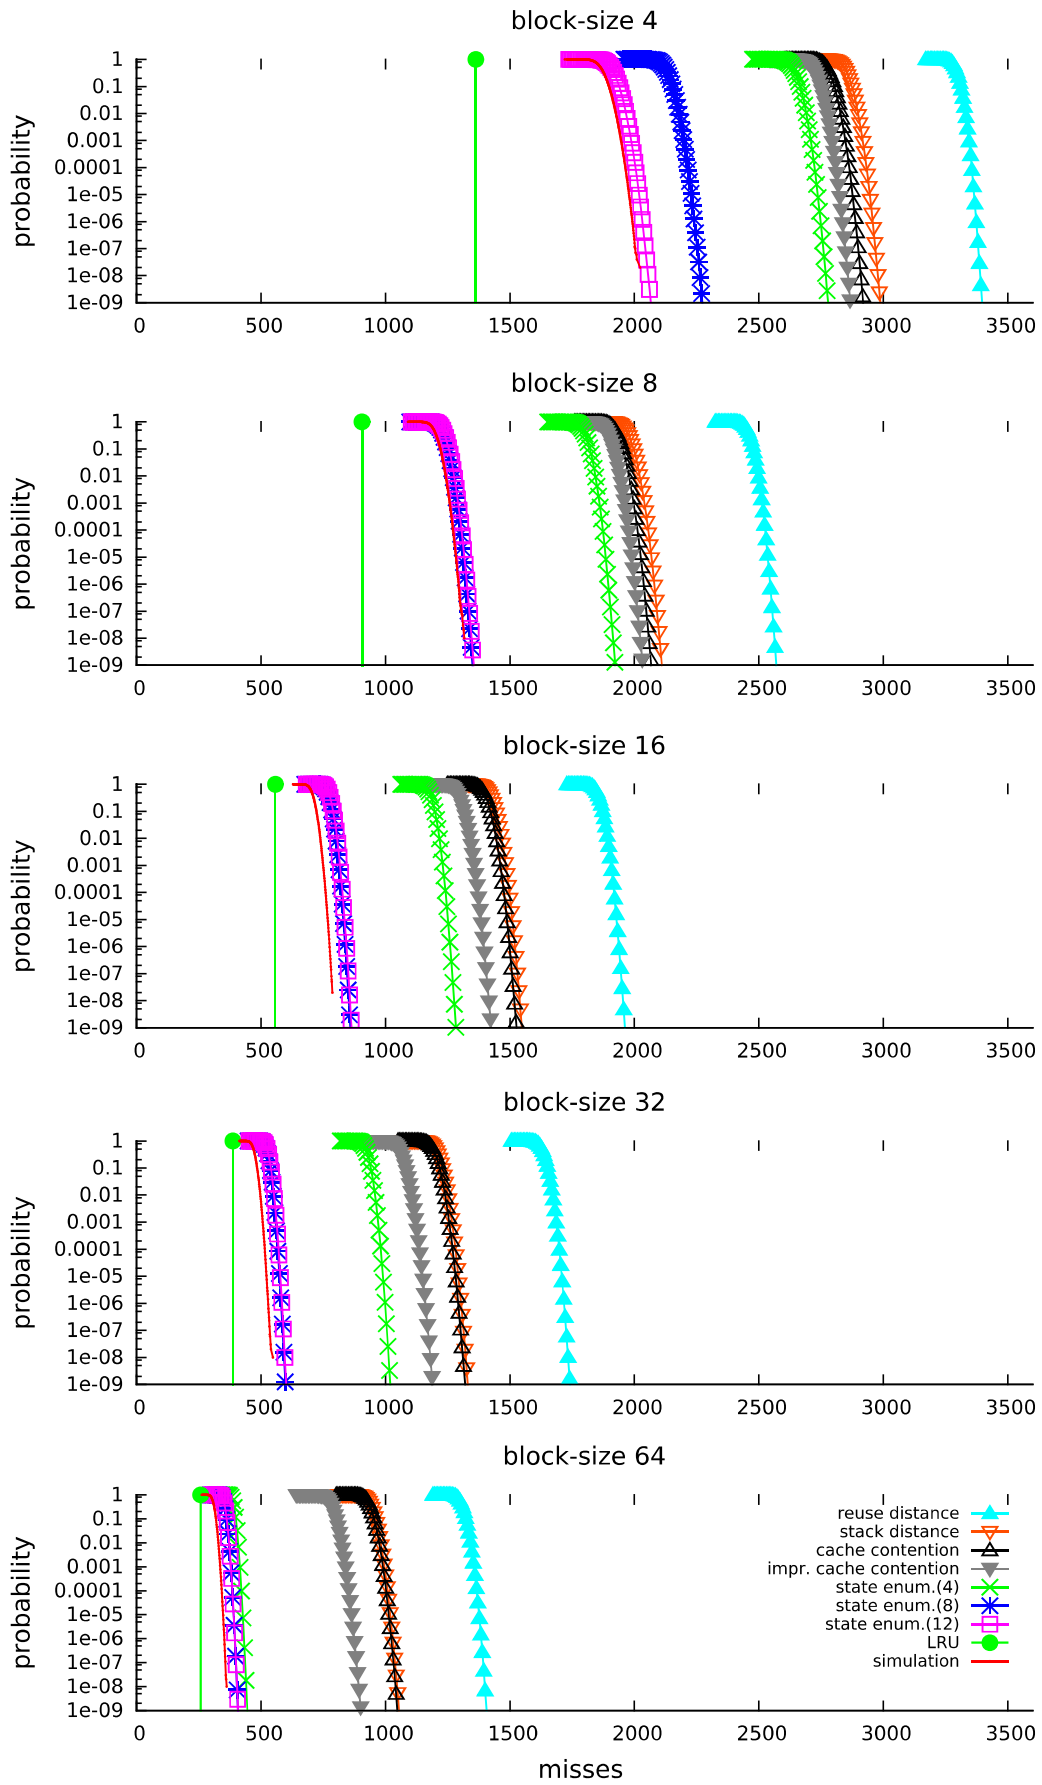 block-size 4
probability
1
0.1
0.01
0.001
0.0001
1e-05
1e-06
1e-07
1e-08
1e-09
0 500 1000 1500 2000 2500 3000 3500
block-size 8
probability
1
0.1
0.01
0.001
0.0001
1e-05
1e-06
1e-07
1e-08
1e-09
0 500 1000 1500 2000 2500 3000 3500
block-size 16
probability
1
0.1
0.01
0.001
0.0001
1e-05
1e-06
1e-07
1e-08
1e-09
0 500 1000 1500 2000 2500 3000 3500
block-size 32
probability
1
0.1
0.01
0.001
0.0001
1e-05
1e-06
1e-07
1e-08
1e-09
0 500 1000 1500 2000 2500 3000 3500
block-size 64
probability
1
0.1
0.01
0.001
0.0001
1e-05
1e-06
1e-07
1e-08
1e-09
reuse distance
stack distance
cache contention
impr. cache contention
state enum.(4)
state enum.(8)
state enum.(12)
LRU
simulation
0 500 1000 1500 2000 2500 3000 3500
misses